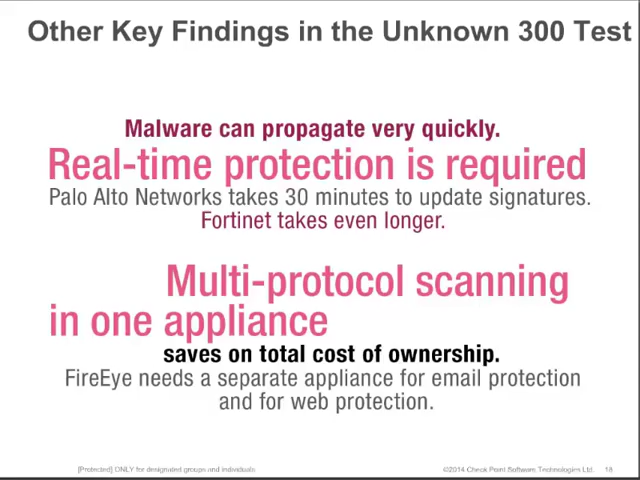 Other Key Findings in the Unknown 300 Test
Malware can propagate very quickly.
Real-time protection is required
Palo Alto Networks takes 30 minutes to update signatures.
Fortinet takes even longer.
Multi-protocol scanning
in one appliance
saves on total cost of ownership.
FireEye needs a separate appliance for email protection
and for web protection.
[Protected] ONLY for designated groups and individuals
©2014 Check Point Software Technologies Ltd. 18